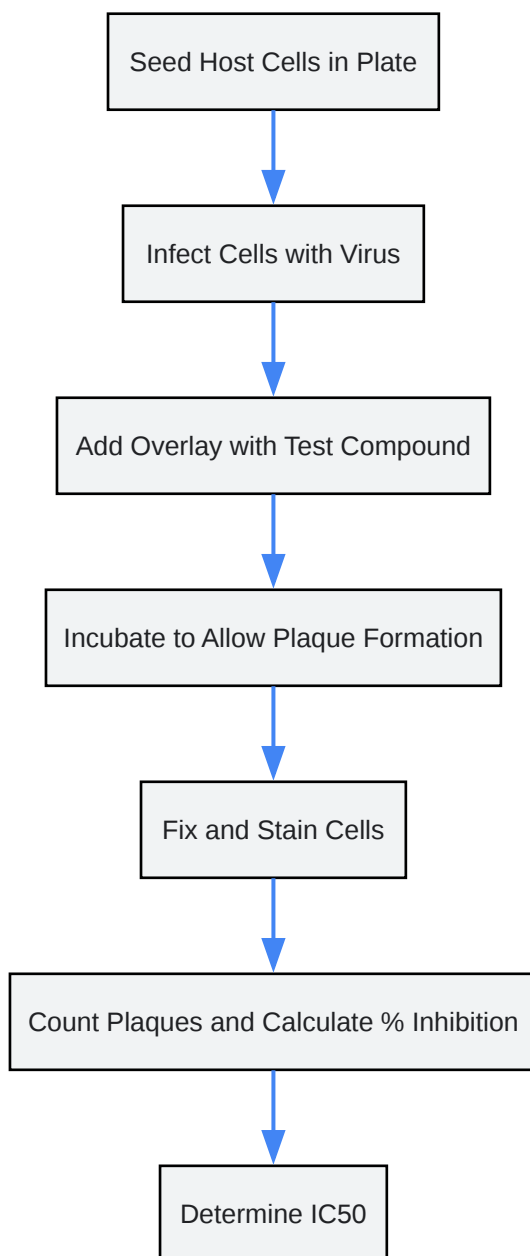 Seed Host Cells in Plate
Infect Cells with Virus
Add Overlay with Test Compound
Incubate to Allow Plaque Formation
Fix and Stain Cells
Count Plaques and Calculate % Inhibition
Determine IC50